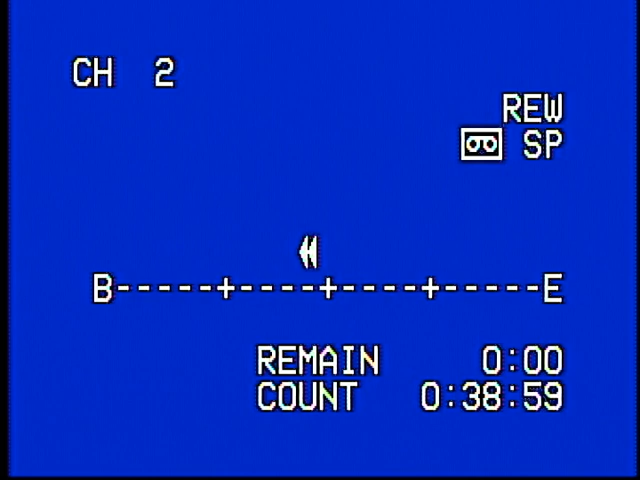 CH 2
REW
SP
B-----+----+----+-----E
REMAIN 0:00
COUNT 0:38:59